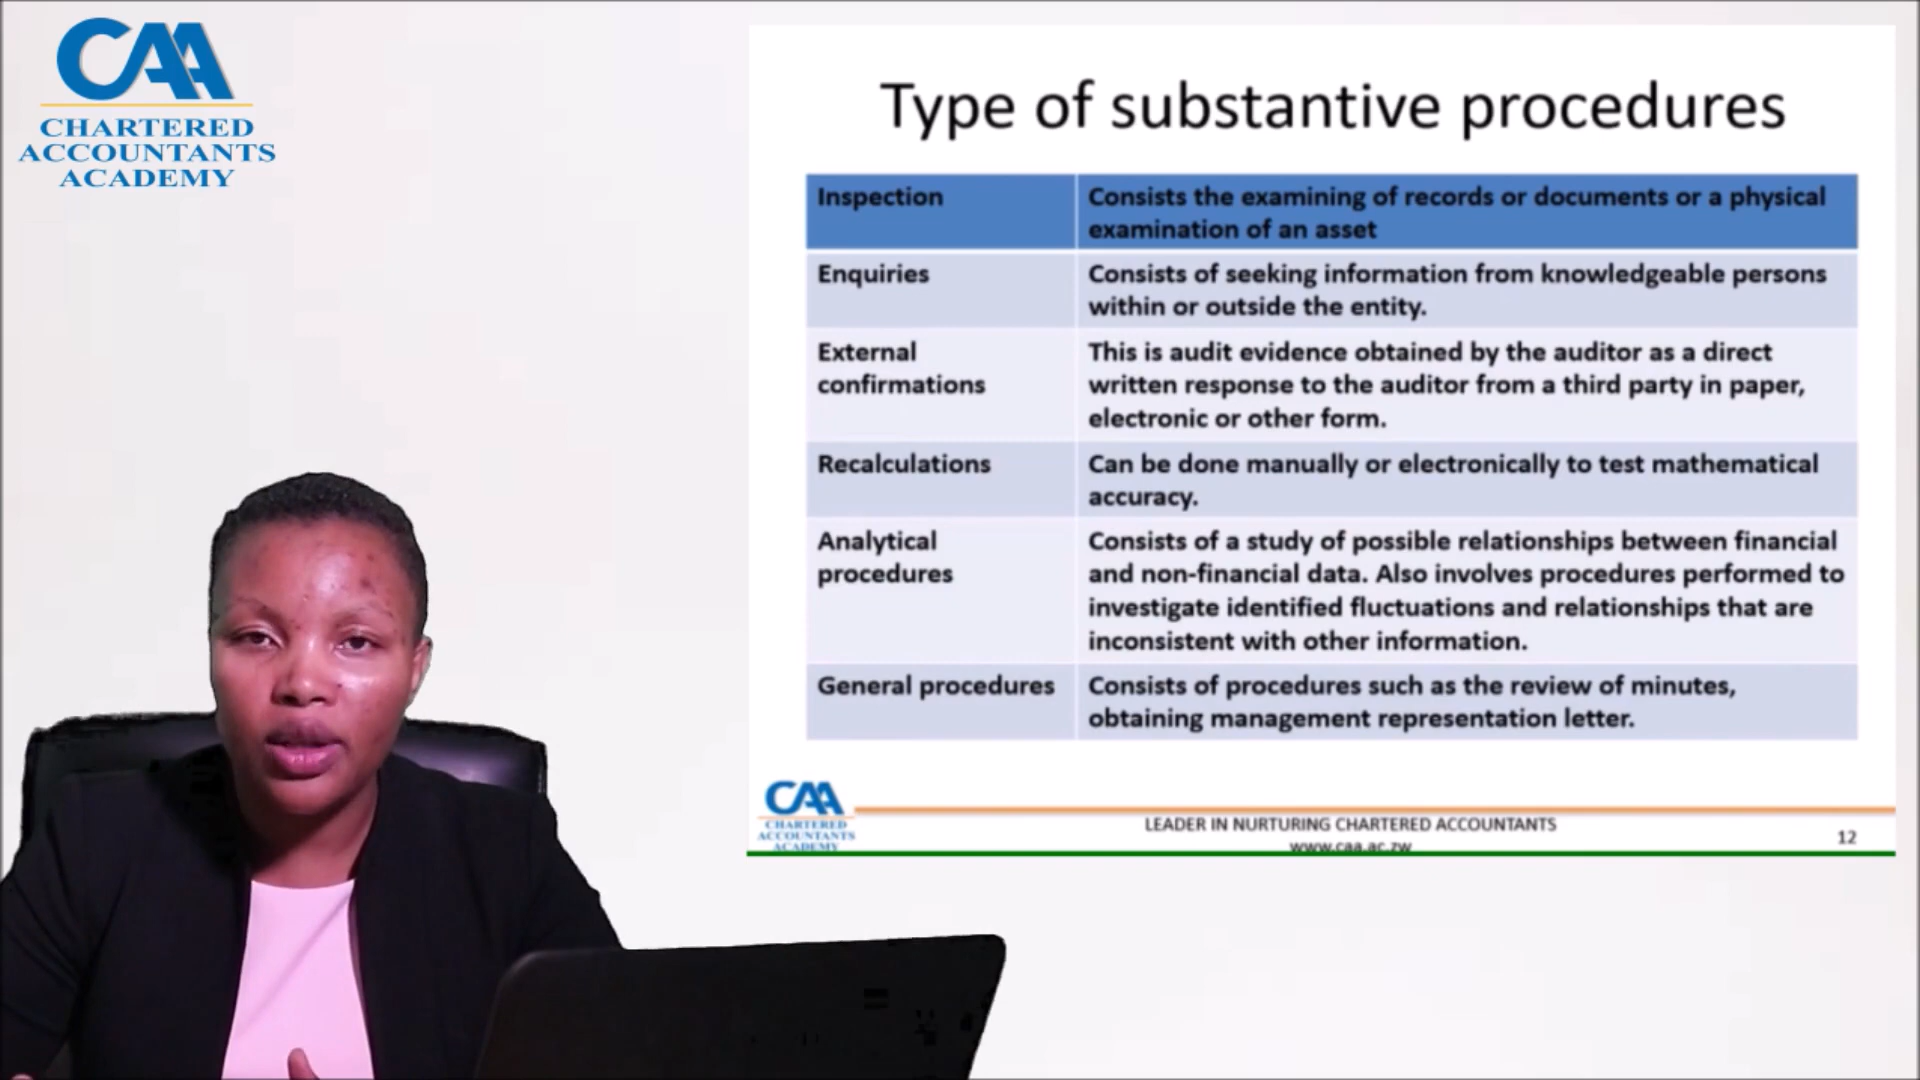 CAA
CHARTERED
ACCOUNTANTS
ACADEMY
Type of substantive procedures
Inspection
Consists the examining of records or documents or a physical
examination of an asset
Enquiries
Consists of seeking information from knowledgeable persons
within or outside the entity.
External
confirmations
This is audit evidence obtained by the auditor as a direct
written response to the auditor from a third party in paper,
electronic or other form.
Recalculations
Can be done manually or electronically to test mathematical
accuracy.
Analytical
procedures
Consists of a study of possible relationships between financial
and non-financial data. Also involves procedures performed to
investigate identified fluctuations and relationships that are
inconsistent with other information.
General procedures
Consists of procedures such as the review of minutes,
obtaining management representation letter.
CAA
CHARTERED
ACCOUNTANTS
ACADEMY
LEADER IN NURTURING CHARTERED ACCOUNTANTS
www.caa.ac.zw
12